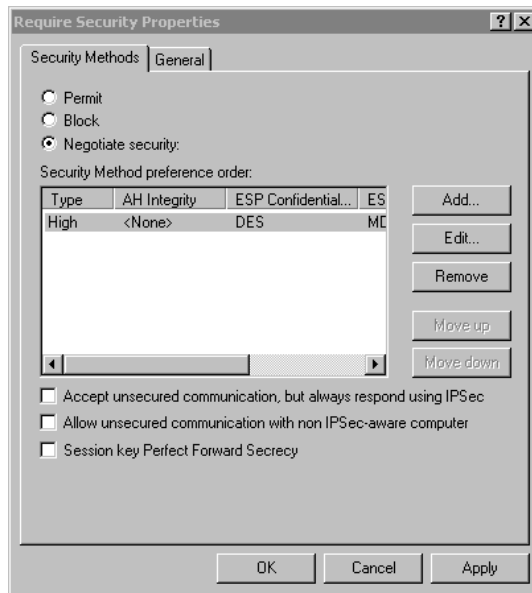 Require Security Properties
Security Methods General
Permit
Block
Negotiate security:
Security Method preference order:
Type AH Integrity ESP Confidential... ES
High <None> DES MD
Add...
Edit...
Remove
Move up
Move down
Accept unsecured communication, but always respond using IPSec
Allow unsecured communication with non IPSec-aware computer
Session key Perfect Forward Secrecy
OK Cancel Apply